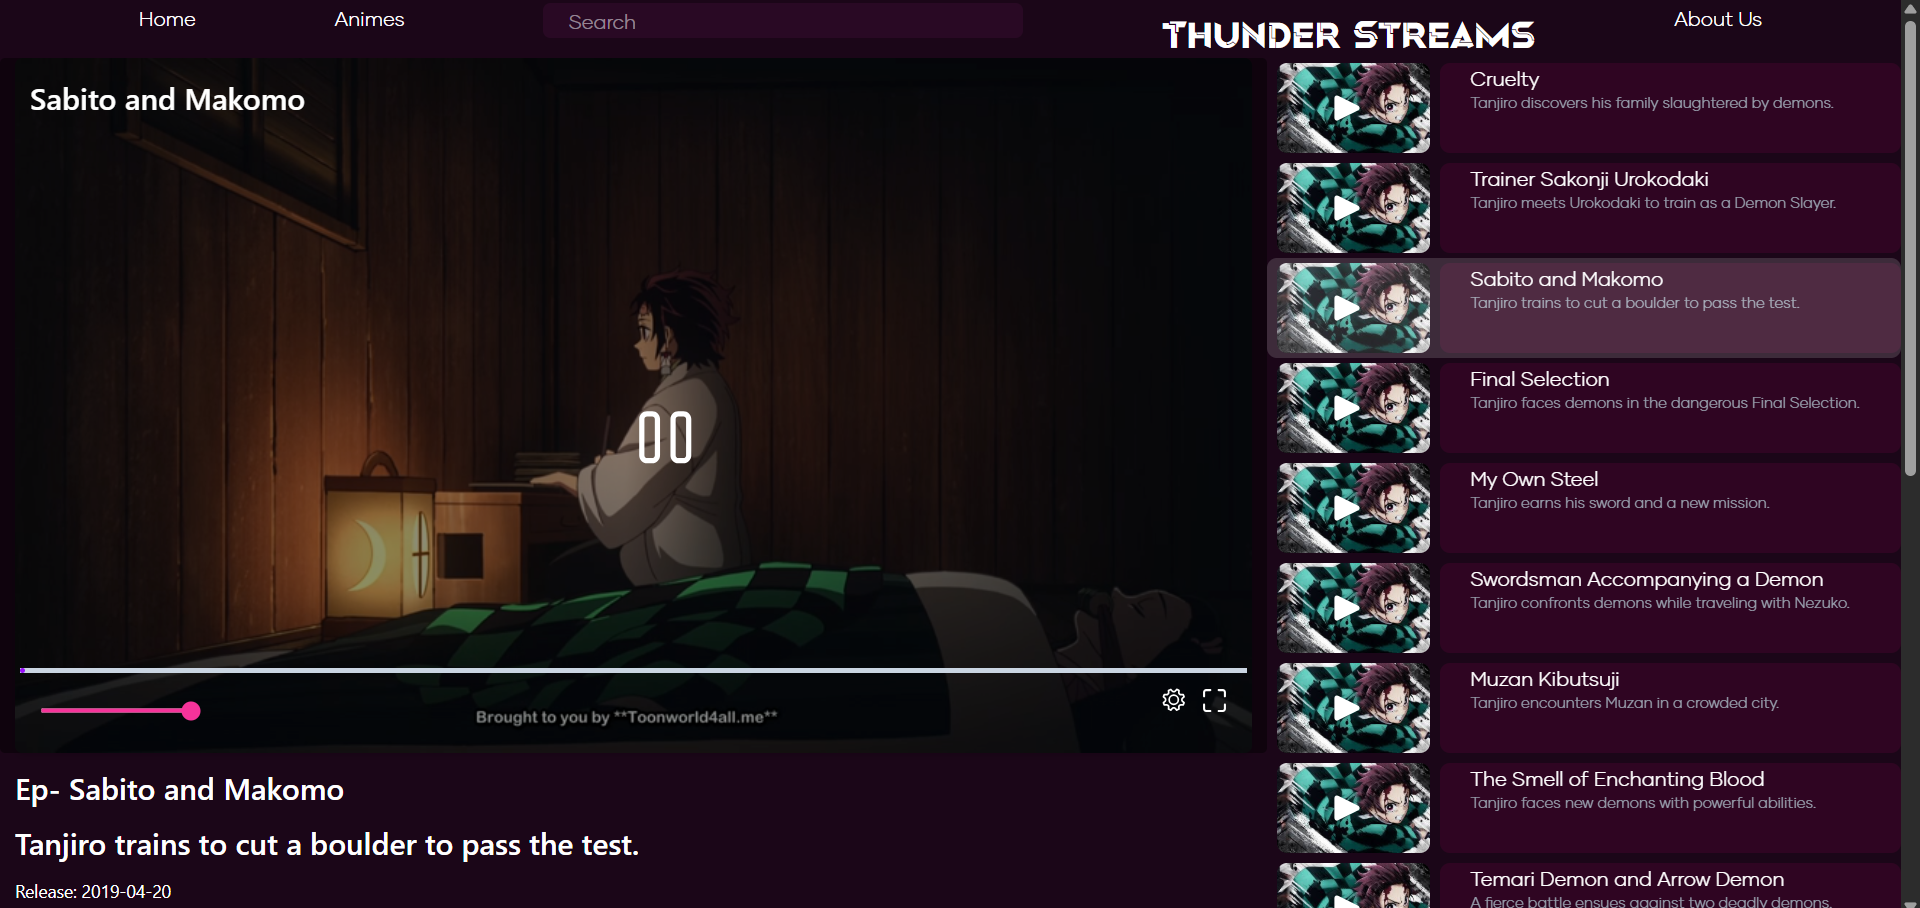 Home
Animes
Search
THUNDER STREAMS
About Us
Sabito and Makomo
Brought to you by **Toonworld4all.me**
Ep- Sabito and Makomo
Tanjiro trains to cut a boulder to pass the test.
Release: 2019-04-20
Cruelty
Tanjiro discovers his family slaughtered by demons.
Trainer Sakonji Urokodaki
Tanjiro meets Urokodaki to train as a Demon Slayer.
Sabito and Makomo
Tanjiro trains to cut a boulder to pass the test.
Final Selection
Tanjiro faces demons in the dangerous Final Selection.
My Own Steel
Tanjiro earns his sword and a new mission.
Swordsman Accompanying a Demon
Tanjiro confronts demons while traveling with Nezuko.
Muzan Kibutsuji
Tanjiro encounters Muzan in a crowded city.
The Smell of Enchanting Blood
Tanjiro faces new demons with powerful abilities.
Temari Demon and Arrow Demon
A fierce battle ensues against two deadly demons.